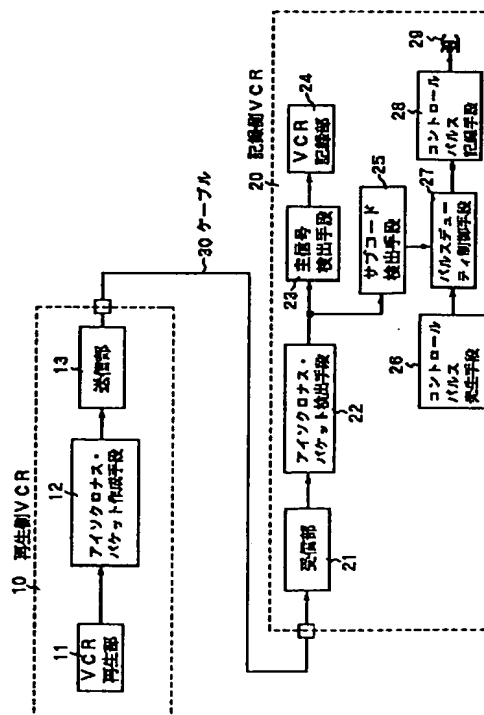 10 再生側VCR
11
VCR
再生部
12
アイソクロナス・
パケット作成手段
13
送信部
30 ケーブル
20 記録側VCR
21
受信部
22
アイソクロナス・
パケット検出手段
23
主信号
検出手段
24
VCR
記録部
25
サブコード
検出手段
26
コントロール
パルス
発生手段
27
パルスデュー
ティ制御手段
28
コントロール
パルス
記録手段
29